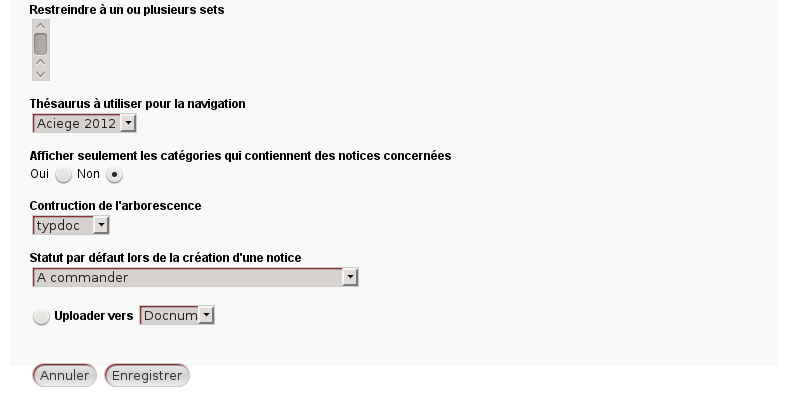 Restreindre à un ou plusieurs sets
Thésaurus à utiliser pour la navigation
Aciege 2012
Afficher seulement les catégories qui contiennent des notices concernées
Oui Non
Contruction de l'arborescence
typdoc
Statut par défaut lors de la création d'une notice
A commander
Uploader vers Docnum
Annuler Enregistrer